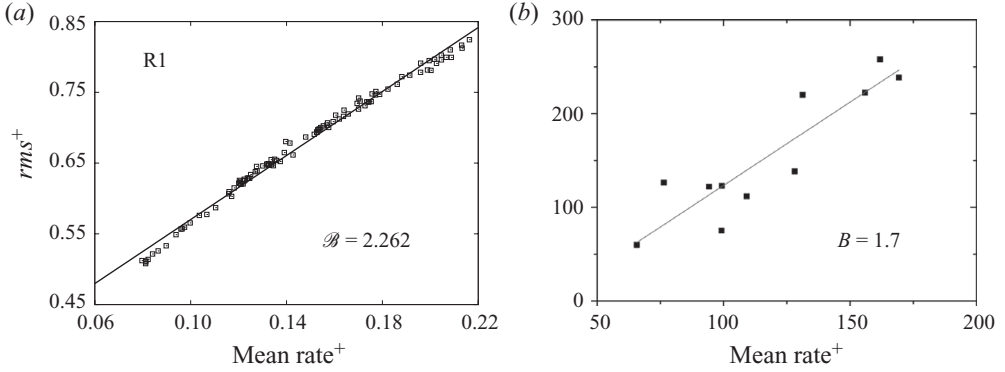 (a)
0.85
0.75
0.65
0.55
0.45
rms+
R1
ℬ = 2.262
0.06 0.10 0.14 0.18 0.22
Mean rate+
(b)
300
200
100
0
B = 1.7
50 100 150 200
Mean rate+